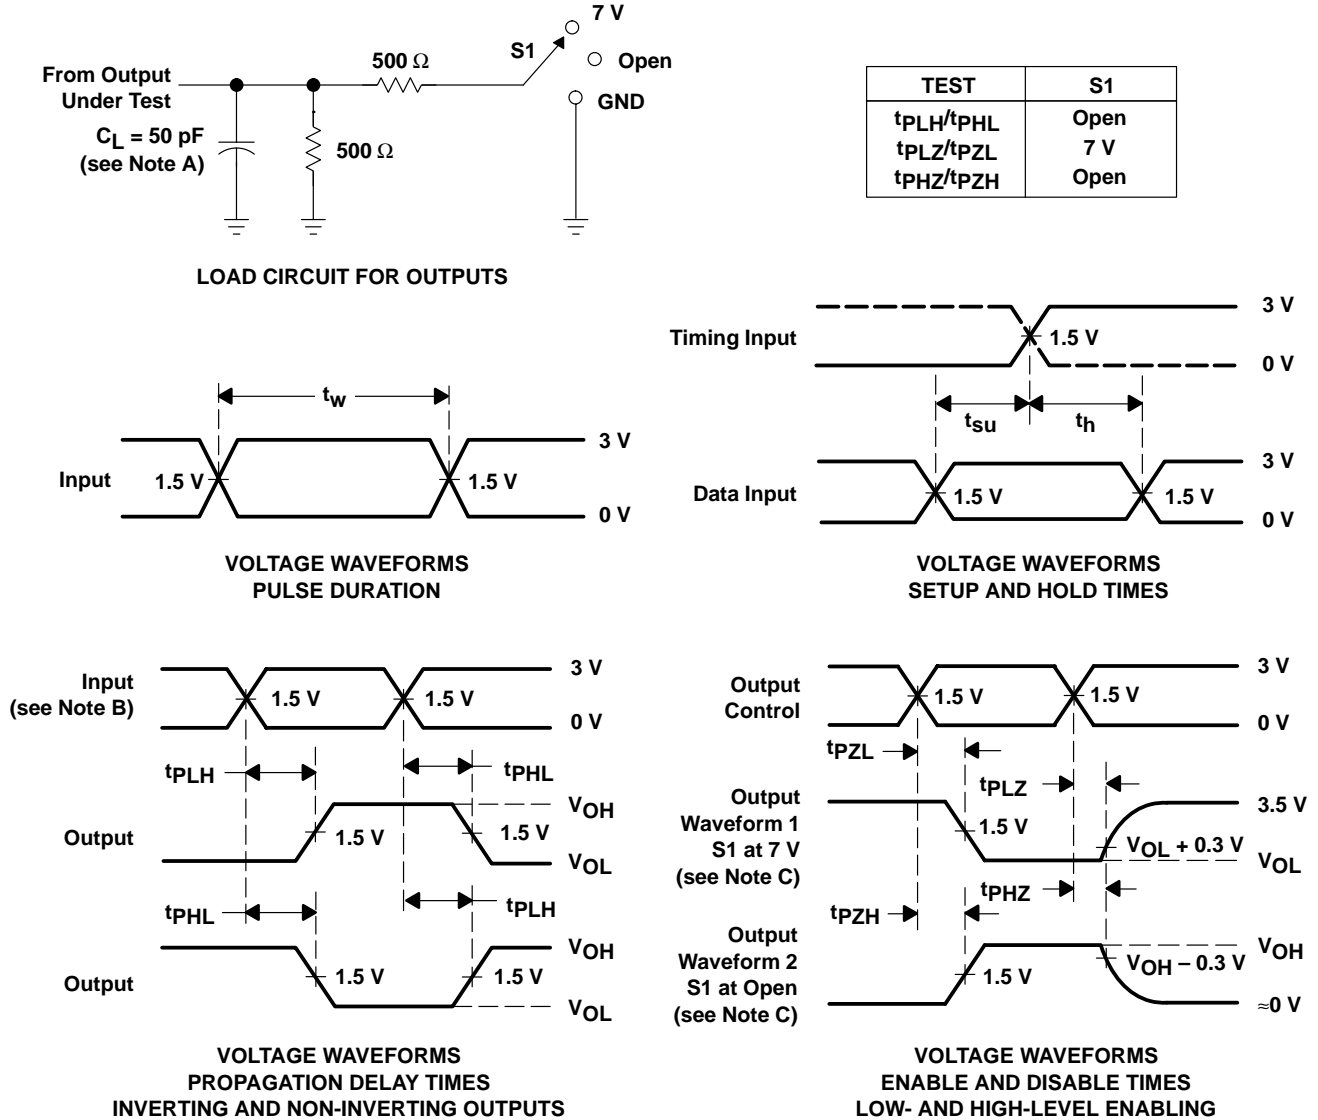 7 V
S1
500 Ω
Open
From Output
Under Test
GND
CL = 50 pF
(see Note A)
500 Ω
LOAD CIRCUIT FOR OUTPUTS
TEST S1
tPLH/tPHL Open
tPLZ/tPZL 7 V
tPHZ/tPZH Open
Timing Input
1.5 V
3 V
0 V
tsu
th
Data Input
1.5 V
1.5 V
3 V
0 V
VOLTAGE WAVEFORMS
SETUP AND HOLD TIMES
tw
Input
1.5 V
1.5 V
3 V
0 V
VOLTAGE WAVEFORMS
PULSE DURATION
Input
(see Note B)
1.5 V
1.5 V
3 V
0 V
tPLH
tPHL
Output
1.5 V
1.5 V
VOH
VOL
tPHL
tPLH
Output
1.5 V
1.5 V
VOH
VOL
VOLTAGE WAVEFORMS
PROPAGATION DELAY TIMES
INVERTING AND NON-INVERTING OUTPUTS
Output
Control
1.5 V
1.5 V
3 V
0 V
tPZL
tPLZ
Output
Waveform 1
S1 at 7 V
(see Note C)
1.5 V
VOL + 0.3 V
3.5 V
VOL
tPZH
tPHZ
Output
Waveform 2
S1 at Open
(see Note C)
1.5 V
VOH – 0.3 V
VOH
≈0 V
VOLTAGE WAVEFORMS
ENABLE AND DISABLE TIMES
LOW- AND HIGH-LEVEL ENABLING